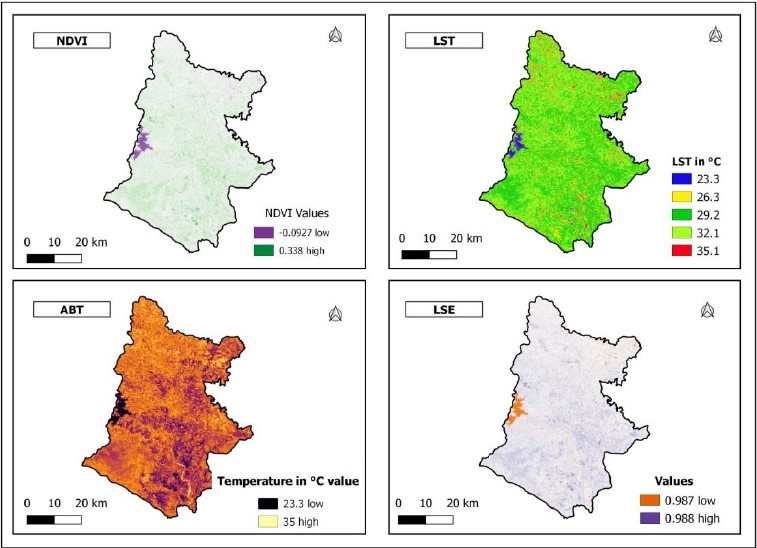 NDVI
NDVI Values
-0.0927 low
0.338 high
0 10 20 km
LST
LST in °C
23.3
26.3
29.2
32.1
35.1
0 10 20 km
ABT
Temperature in °C value
23.3 low
35 high
0 10 20 km
LSE
Values
0.987 low
0.988 high
0 10 20 km